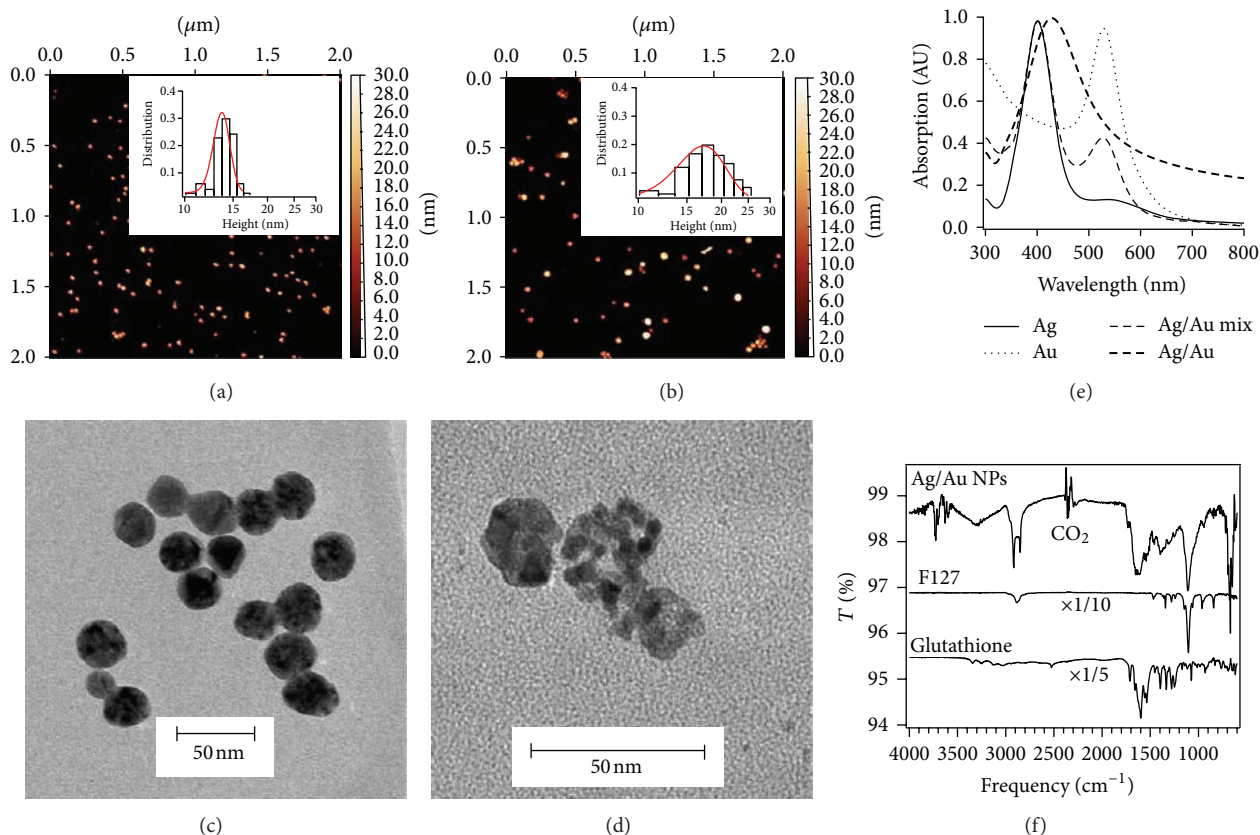 (μm)
0.0 0.5 1.0 1.5 2.0
0.0
0.5
1.0
1.5
2.0
0.4
0.3
0.2
0.1
Distribution
10 15 20 25 30
Height (nm)
30.0
28.0
26.0
24.0
22.0
20.0
18.0
16.0
14.0
12.0
10.0
8.0
6.0
4.0
2.0
0.0
(nm)
(a)
(μm)
0.0 0.5 1.0 1.5 2.0
0.0
0.5
1.0
1.5
2.0
0.4
0.3
0.2
0.1
Distribution
10 15 20 25 30
Height (nm)
30.0
28.0
26.0
24.0
22.0
20.0
18.0
16.0
14.0
12.0
10.0
8.0
6.0
4.0
2.0
0.0
(nm)
(b)
1.0
0.8
0.6
0.4
0.2
0.0
Absorption (AU)
300 400 500 600 700 800
Wavelength (nm)
Ag Ag/Au mix
Au Ag/Au
(e)
50 nm
(c)
50 nm
(d)
99
98
97
96
95
94
T (%)
Ag/Au NPs
CO2
F127
×1/10
Glutathione
×1/5
4000 3500 3000 2500 2000 1500 1000
Frequency (cm−1)
(f)